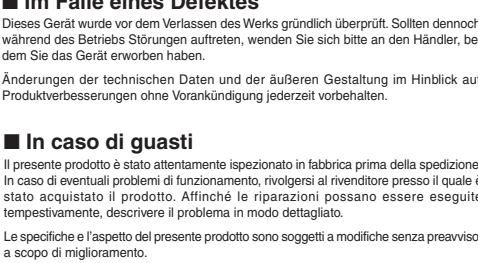 ■ Im Falle eines Defektes
Dieses Gerät wurde vor dem Verlassen des Werks gründlich überprüft. Sollten dennoch
während des Betriebs Störungen auftreten, wenden Sie sich bitte an den Händler, be
dem Sie das Gerät erworben haben.
Änderungen der technischen Daten und der äußeren Gestaltung im Hinblick auf
Produktverbesserungen ohne Vorankündigung jederzeit vorbehalten.
■ In caso di guasti
Il presente prodotto è stato attentamente ispezionato in fabbrica prima della spedizione.
In caso di eventuali problemi di funzionamento, rivolgersi al rivenditore presso il quale è
stato acquistato il prodotto. Affinché le riparazioni possano essere eseguite
tempestivamente, descrivere il problema in modo dettagliato.
Le specifiche e l'aspetto del presente prodotto sono soggetti a modifiche senza preavviso
a scopo di miglioramento.